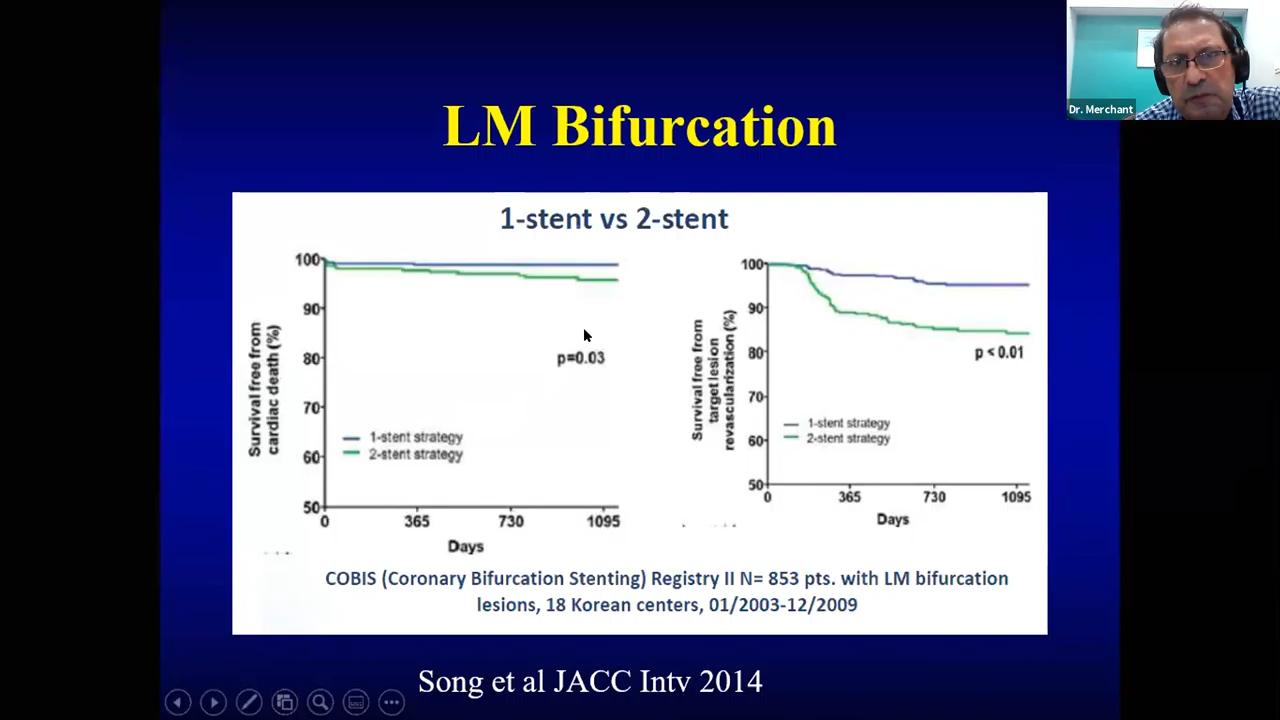 Dr. Merchant
LM Bifurcation
1-stent vs 2-stent
Survival free from
cardiac death (%)
100
90
80
70
60
50
p=0.03
1-stent strategy
2-stent strategy
0 365 730 1095
Days
Survival free from
target lesion
revascularization (%)
100
90
80
70
60
50
p < 0.01
1-stent strategy
2-stent strategy
0 365 730 1095
Days
COBIS (Coronary Bifurcation Stenting) Registry II N= 853 pts. with LM bifurcation
lesions, 18 Korean centers, 01/2003-12/2009
Song et al JACC Intv 2014